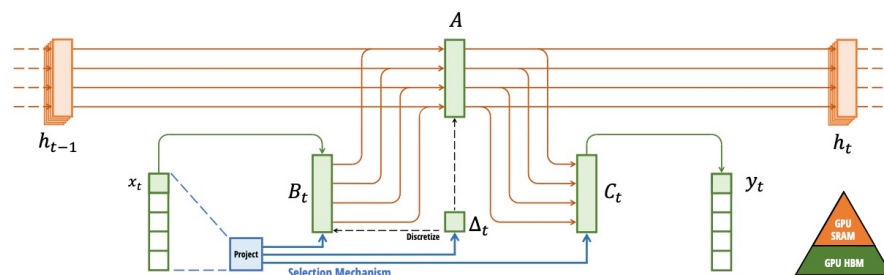 A
h_{t-1}
h_t
x_t
B_t
C_t
y_t
Δ_t
Discretize
Project
Selection Mechanism
GPU
SRAM
GPU HBM